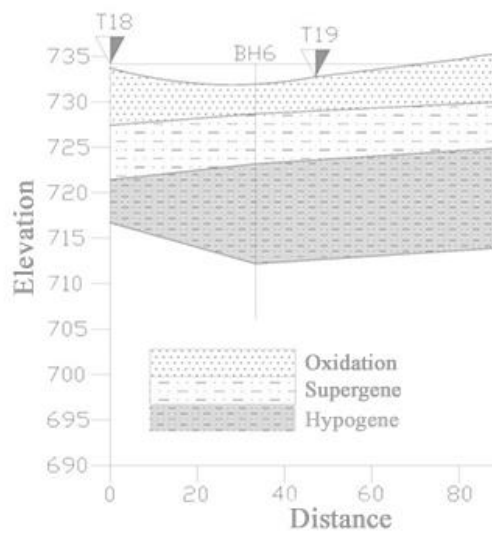 T18
BH6
T19
735
730
725
720
715
710
705
700
695
690
Elevation
Oxidation
Supergene
Hypogene
0
20
40
60
80
Distance